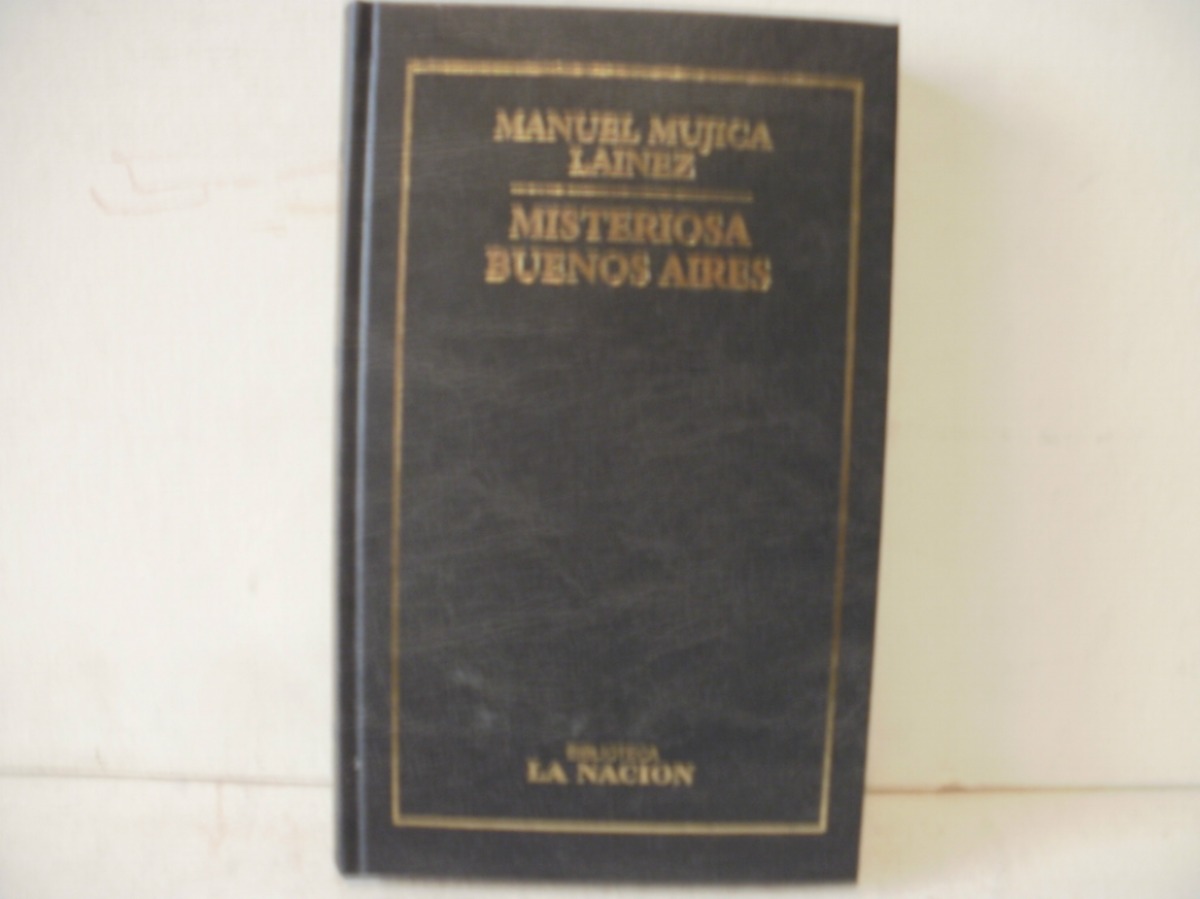 MANUEL MUJICA
LAINEZ
MISTERIOSA
BUENOS AIRES
BIBLIOTECA
LA NACION